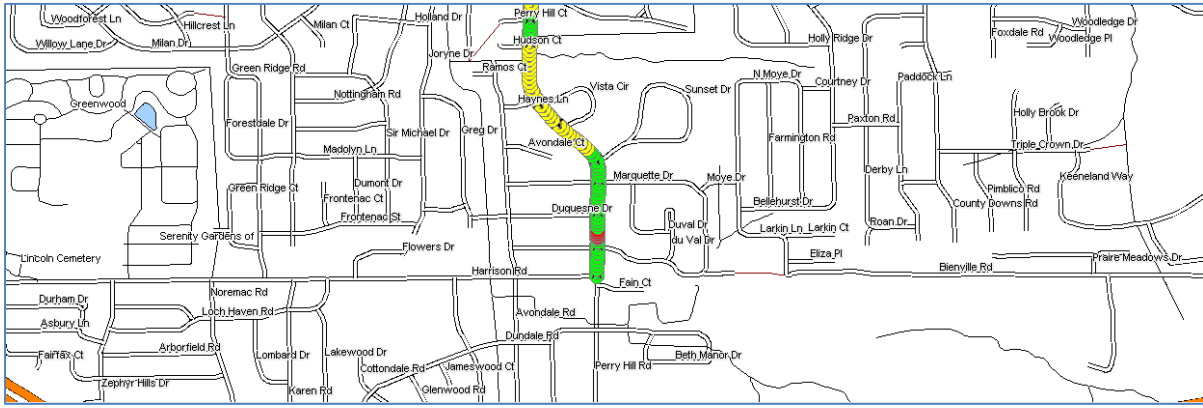 Woodforest Ln
Hillcrest Ln
Milan Ct
Holland Dr
Perry Hill Ct
Woodledge Dr
Foxdale Rd
Woodledge Pl
Willow Lane Dr
Milan Dr
Joryne Dr
Hudson Ct
Holly Ridge Dr
Green Ridge Rd
Ramos Ct
N Moye Dr
Courtney Dr
Paddock Ln
Vista Cir
Sunset Dr
Nottingham Rd
Haynes Ln
Greenwood
Holly Brook Dr
Forestdale Dr
Sir Michael Dr
Greg Dr
Farmington Rd
Paxton Rd
Avondale Ct
Triple Crown Dr
Madolyn Ln
Derby Ln
Keeneland Way
Green Ridge Ct
Dumont Dr
Marquette Dr
Moye Dr
Pimblico Rd
Frontenac Ct
County Downs Rd
Bellehurst Dr
Duquesne Dr
Frontenac St
Duval Dr
Roan Dr
Serenity Gardens of
du Val Dr
Larkin Ln
Larkin Ct
Flowers Dr
Eliza Pl
Lincoln Cemetery
Prairie Meadows Dr
Harrison Rd
Bienville Rd
Fain Ct
Noremac Rd
Durham Dr
Loch Haven Rd
Avondale Rd
Asbury Ln
Dundale Rd
Fairfax Ct
Arborfield Rd
Lombard Dr
Lakewood Dr
Cottondale Rd
Jameswood Ct
Perry Hill Rd
Beth Manor Dr
Zephyr Hills Dr
Karen Rd
Glenwood Rd